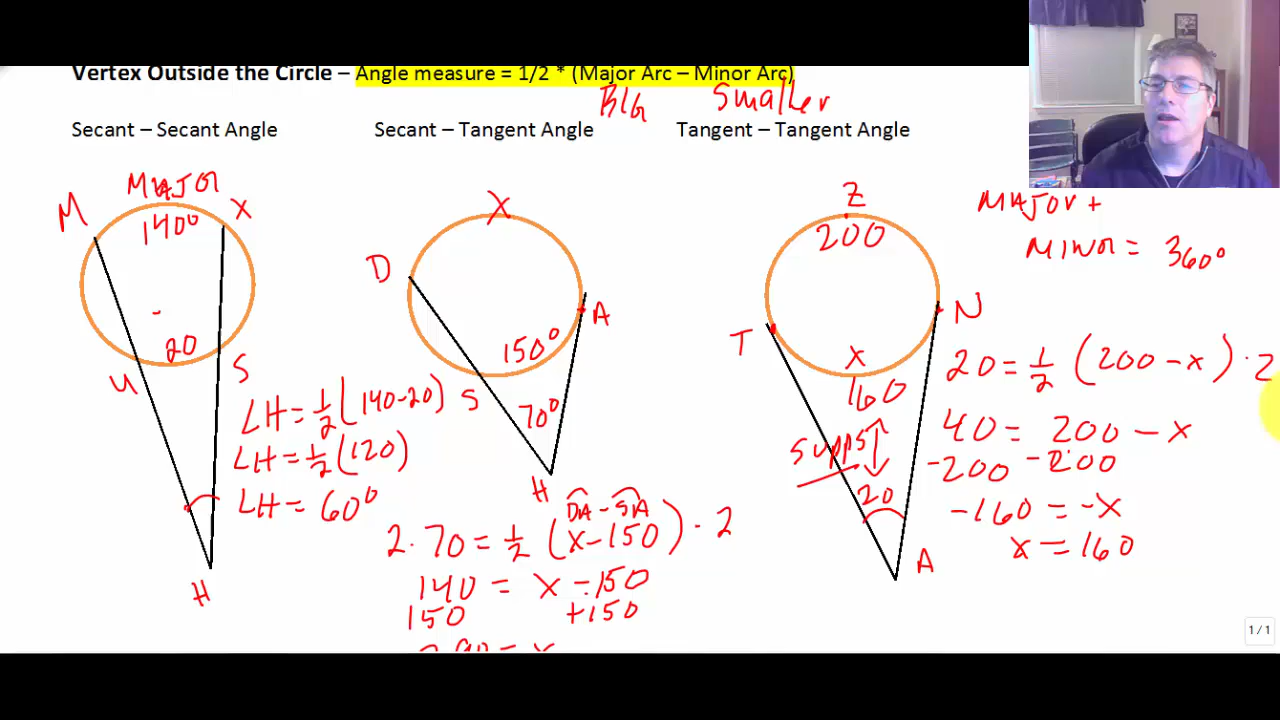 Vertex Outside the Circle – Angle measure = 1/2 * (Major Arc – Minor Arc)
BIG Smaller
Secant – Secant Angle
Secant – Tangent Angle
Tangent – Tangent Angle
MAJOR
M
140°
X
20
U
S
∠H = 1/2 (140-20)
∠H = 1/2 (120)
∠H = 60°
H
X
D
A
150°
S
70°
H
DA - SA
2 · 70 = 1/2 (x - 150) · 2
140 = x - 150
150 +150
290 = x
Z
200
T
N
x
160
supps
20
A
MAJOR +
MINOR = 360°
20 = 1/2 (200 - x) · 2
40 = 200 - x
-200 -200
-160 = -x
x = 160
1/1